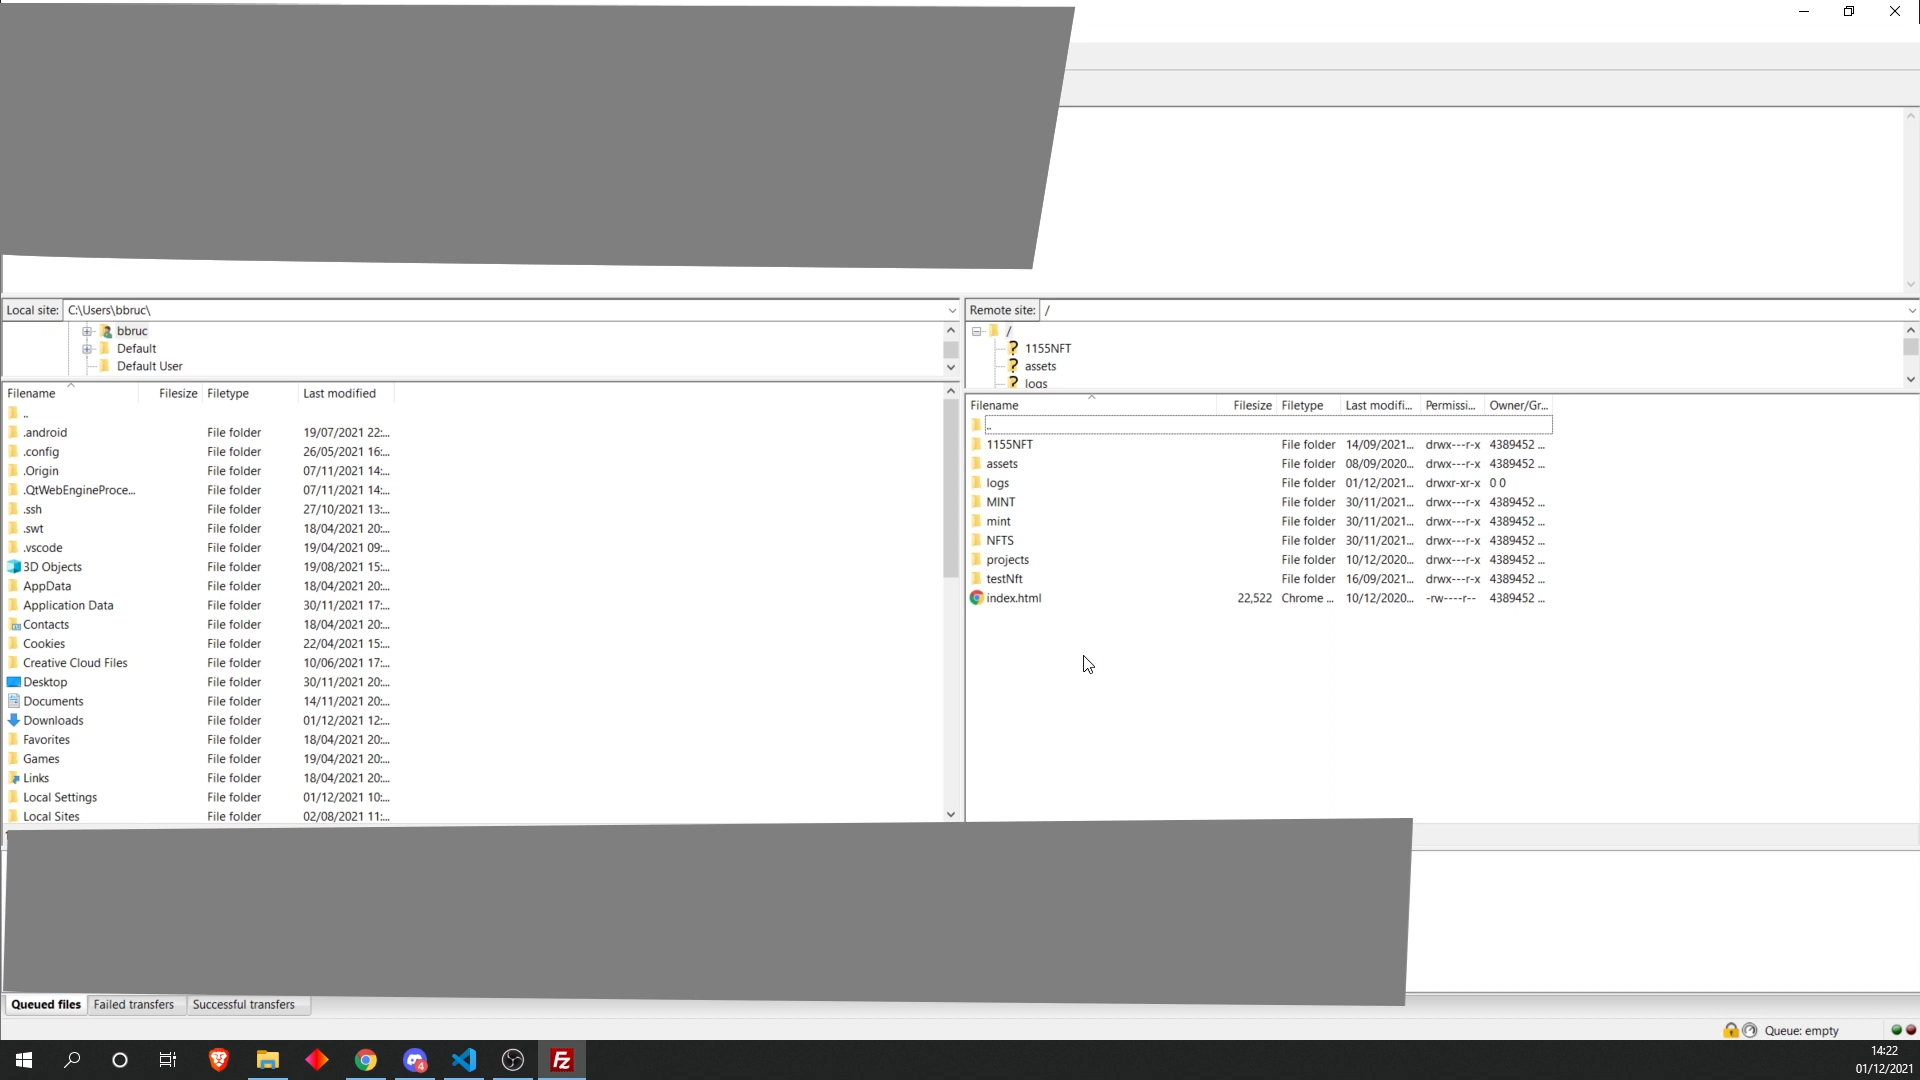 Local site: C:\Users\bbruc\
bbruc
Default
Default User
Filename Filesize Filetype Last modified
..
.android File folder 19/07/2021 22:...
.config File folder 26/05/2021 16:...
.Origin File folder 07/11/2021 14:...
.QtWebEngineProce... File folder 07/11/2021 14:...
.ssh File folder 27/10/2021 13:...
.swt File folder 18/04/2021 20:...
.vscode File folder 19/04/2021 09:...
3D Objects File folder 19/08/2021 15:...
AppData File folder 18/04/2021 20:...
Application Data File folder 30/11/2021 17:...
Contacts File folder 18/04/2021 20:...
Cookies File folder 22/04/2021 15:...
Creative Cloud Files File folder 10/06/2021 17:...
Desktop File folder 30/11/2021 20:...
Documents File folder 14/11/2021 20:...
Downloads File folder 01/12/2021 12:...
Favorites File folder 18/04/2021 20:...
Games File folder 19/04/2021 20:...
Links File folder 18/04/2021 20:...
Local Settings File folder 01/12/2021 10:...
Local Sites File folder 02/08/2021 11:...
Remote site: /
/
1155NFT
assets
logs
Filename Filesize Filetype Last modifi... Permissi... Owner/Gr...
..
1155NFT File folder 14/09/2021... drwx---r-x 4389452 ...
assets File folder 08/09/2020... drwx---r-x 4389452 ...
logs File folder 01/12/2021... drwxr-xr-x 0 0
MINT File folder 30/11/2021... drwx---r-x 4389452 ...
mint File folder 30/11/2021... drwx---r-x 4389452 ...
NFTS File folder 30/11/2021... drwx---r-x 4389452 ...
projects File folder 10/12/2020... drwx---r-x 4389452 ...
testNft File folder 16/09/2021... drwx---r-x 4389452 ...
index.html 22,522 Chrome ... 10/12/2020... -rw----r-- 4389452 ...
Queued files Failed transfers Successful transfers
Queue: empty
4
Fz
14:22
01/12/2021